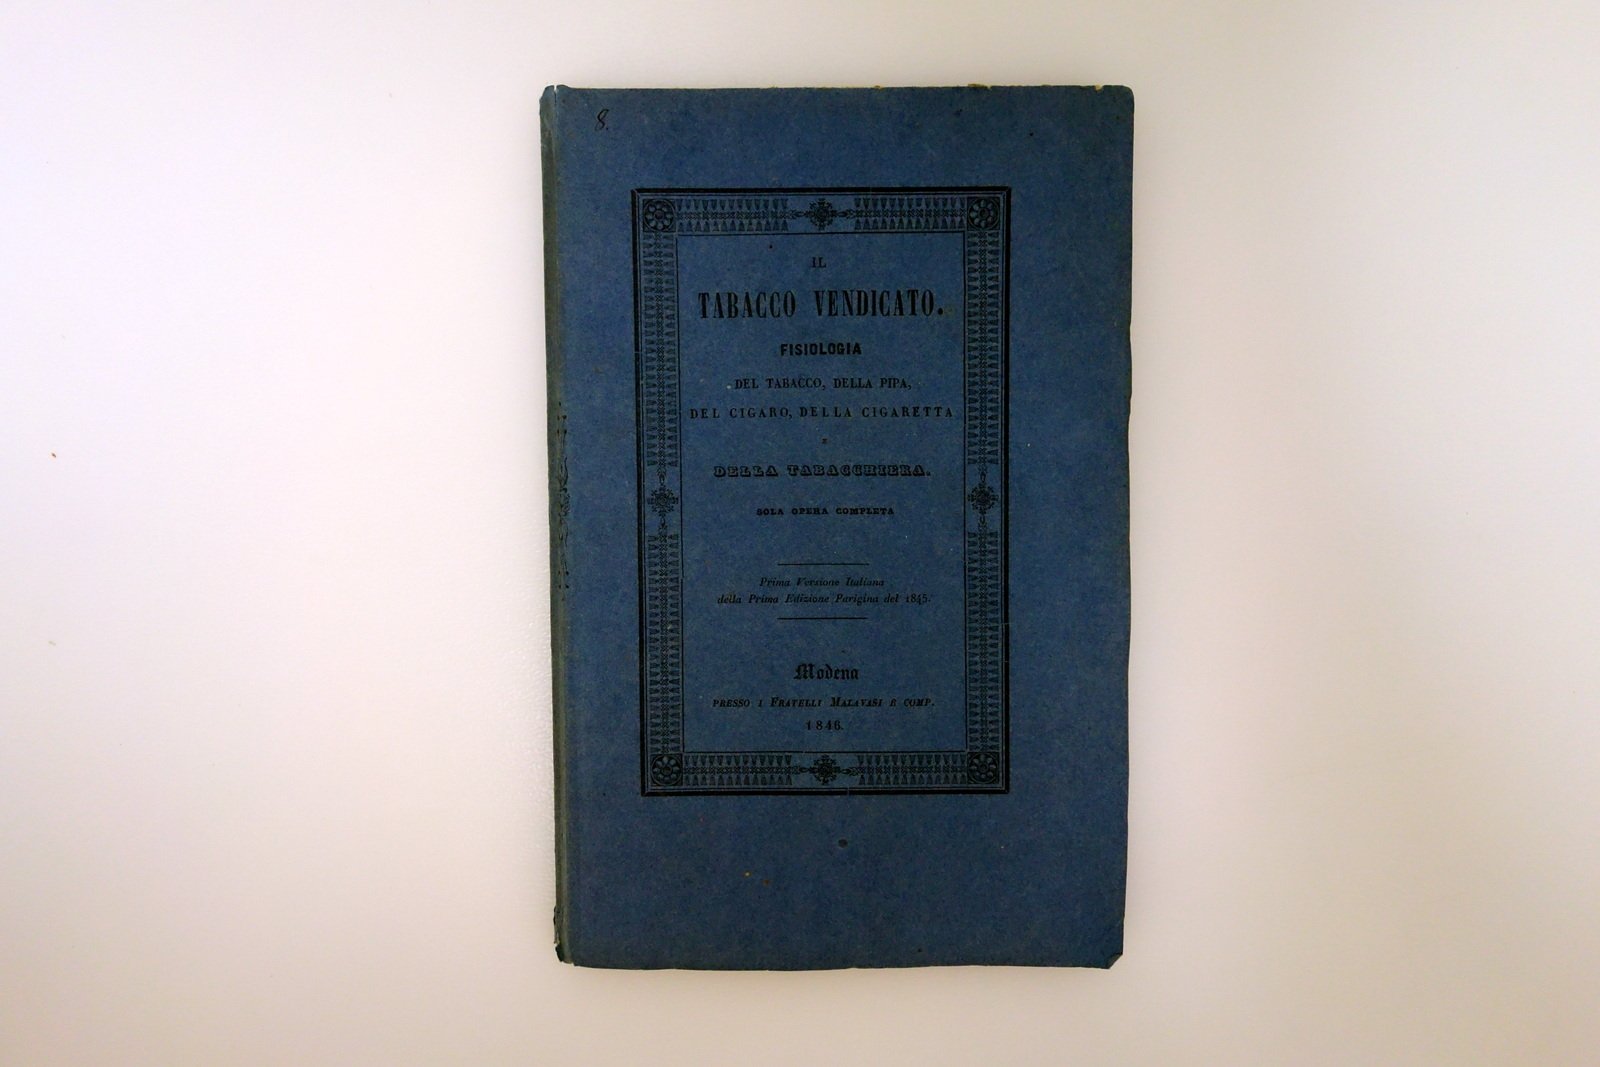 8.
IL
TABACCO VENDICATO.
FISIOLOGIA
DEL TABACCO, DELLA PIPA,
DEL CIGARO, DELLA CIGARETTA
E
DELLA TABACCHIERA.
SOLA OPERA COMPLETA
Prima Versione Italiana
della Prima Edizione Parigina del 1845.
Modena
PRESSO I FRATELLI MALAVASI E COMP.
1846.